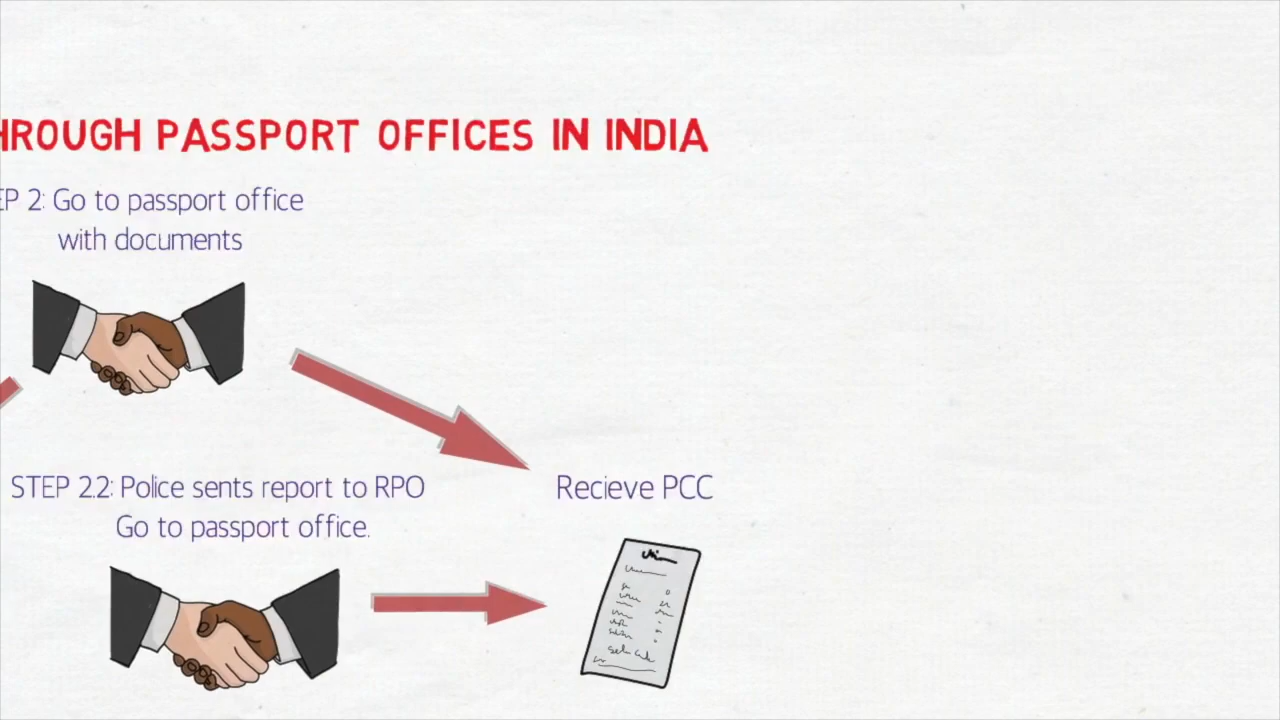 HROUGH PASSPORT OFFICES IN INDIA
EP 2: Go to passport office
with documents
STEP 2.2: Police sents report to RPO
Go to passport office.
Recieve PCC